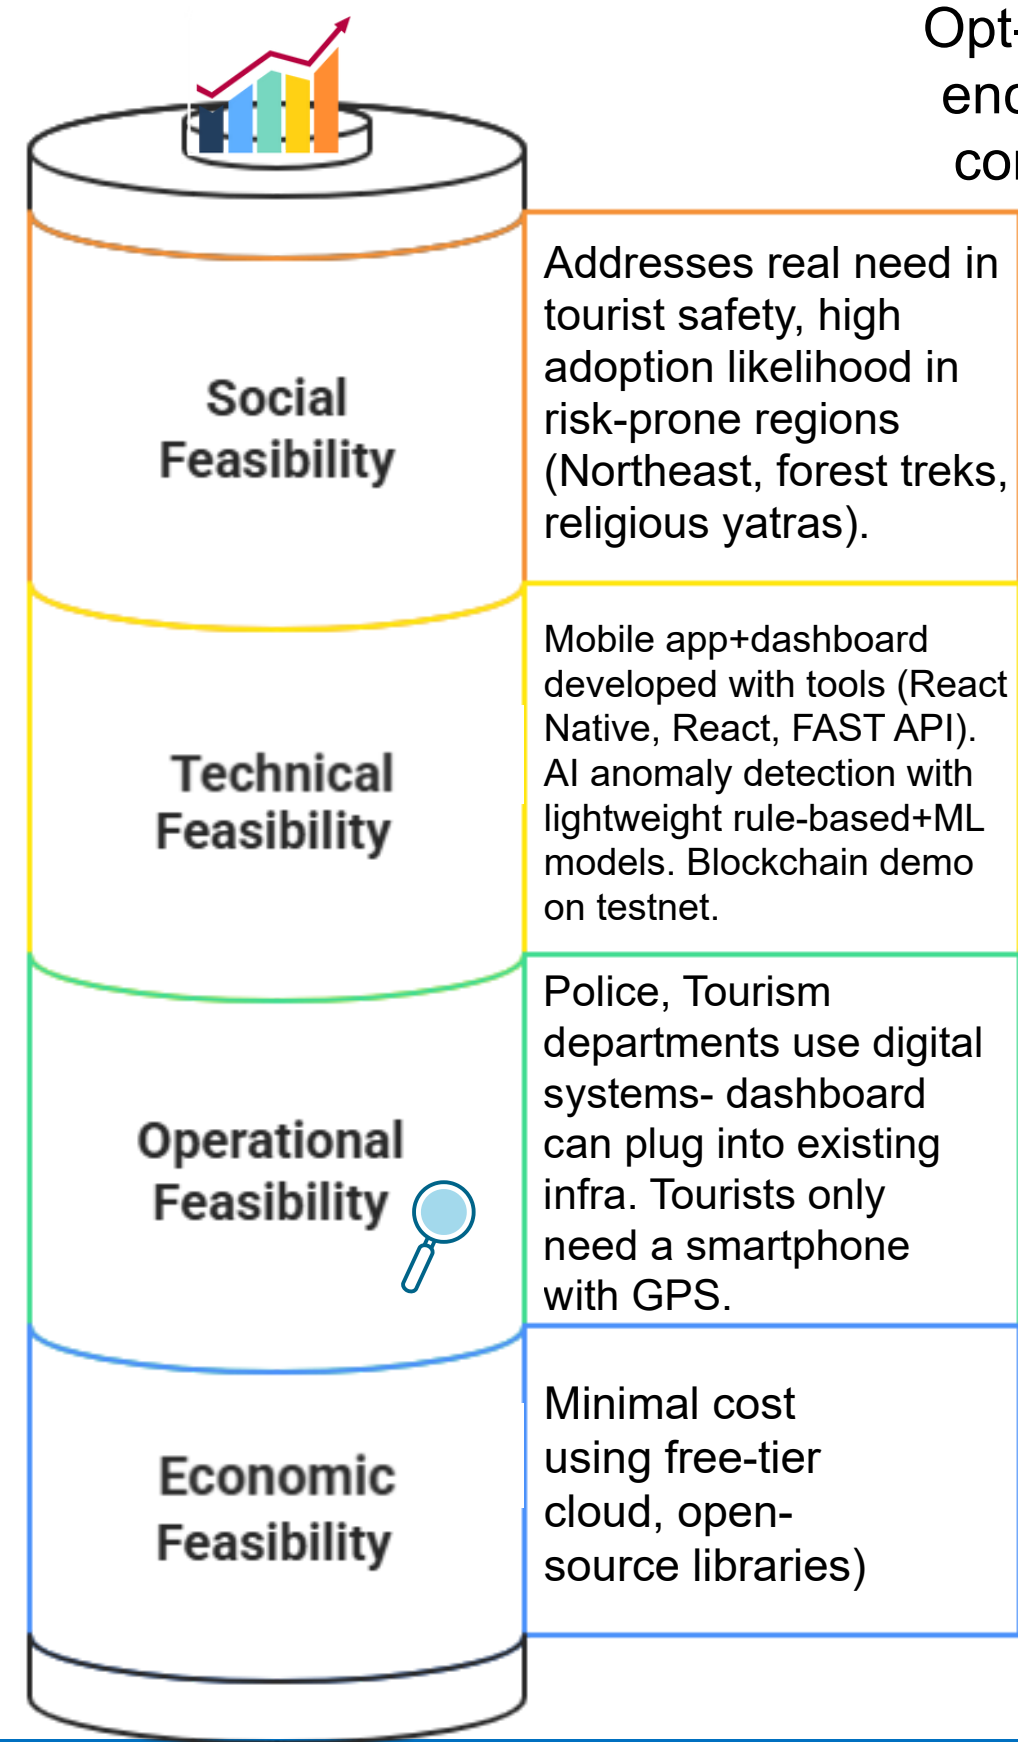 Social
Feasibility
Addresses real need in
tourist safety, high
adoption likelihood in
risk-prone regions
(Northeast, forest treks,
religious yatras).
Technical
Feasibility
Mobile app+dashboard
developed with tools (React
Native, React, FAST API).
AI anomaly detection with
lightweight rule-based+ML
models. Blockchain demo
on testnet.
Operational
Feasibility
Police, Tourism
departments use digital
systems- dashboard
can plug into existing
infra. Tourists only
need a smartphone
with GPS.
Economic
Feasibility
Minimal cost
using free-tier
cloud, open-
source libraries)